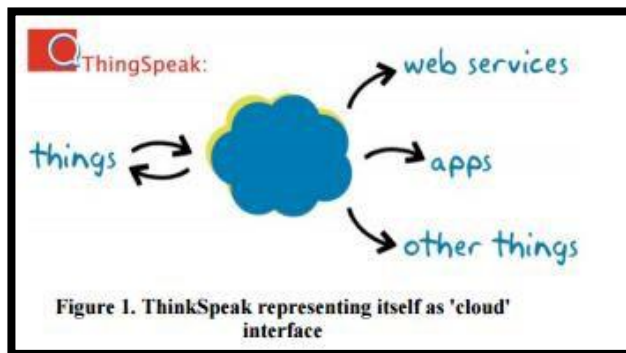 ThingSpeak:
web services
things
apps
other things
Figure 1. ThinkSpeak representing itself as 'cloud'
interface